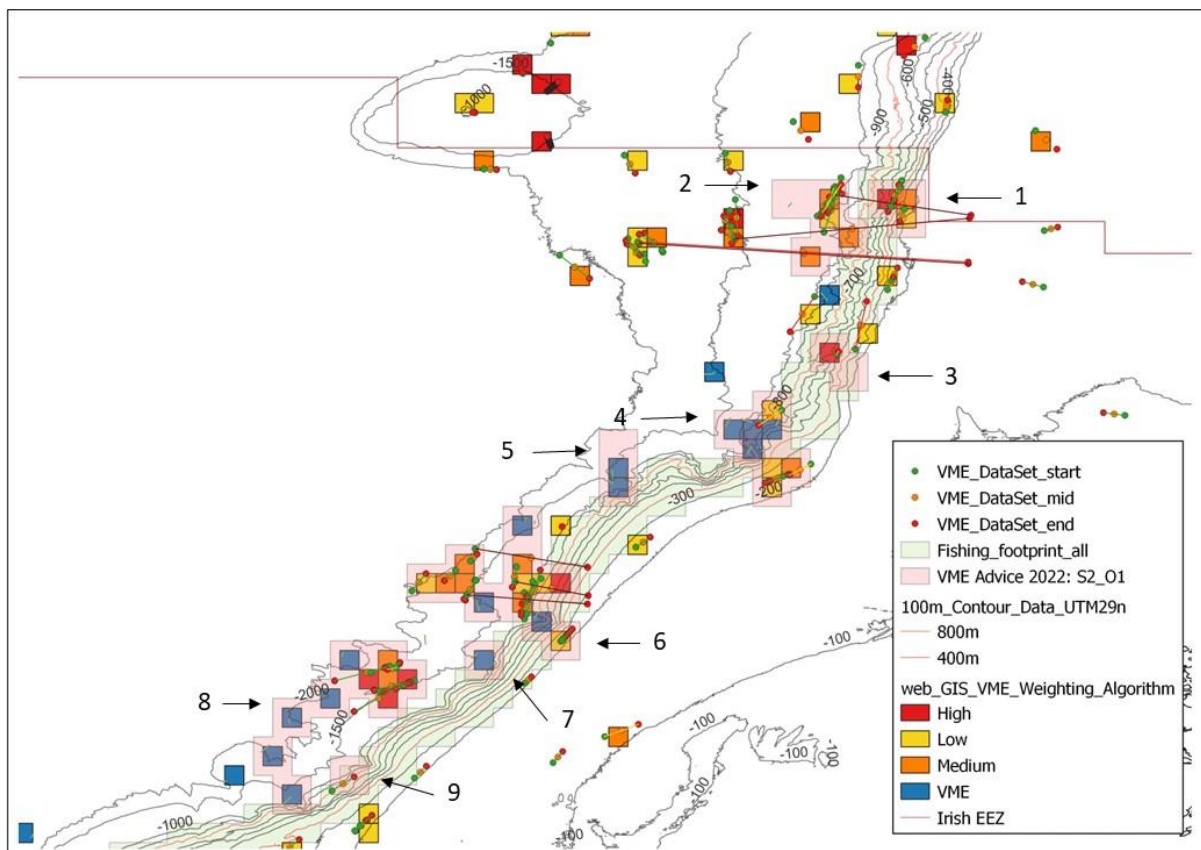 -1500
-1000
-600
-400
-500
-900
2
1
-700
3
-800
4
5
-200
-300
6
7
8
-2000
-1500
9
-1000
-100
-100
-100
-100
-100
-100
VME_DataSet_start
VME_DataSet_mid
VME_DataSet_end
Fishing_footprint_all
VME Advice 2022: S2_O1
100m_Contour_Data_UTM29n
800m
400m
web_GIS_VME_Weighting_Algorithm
High
Low
Medium
VME
Irish EEZ